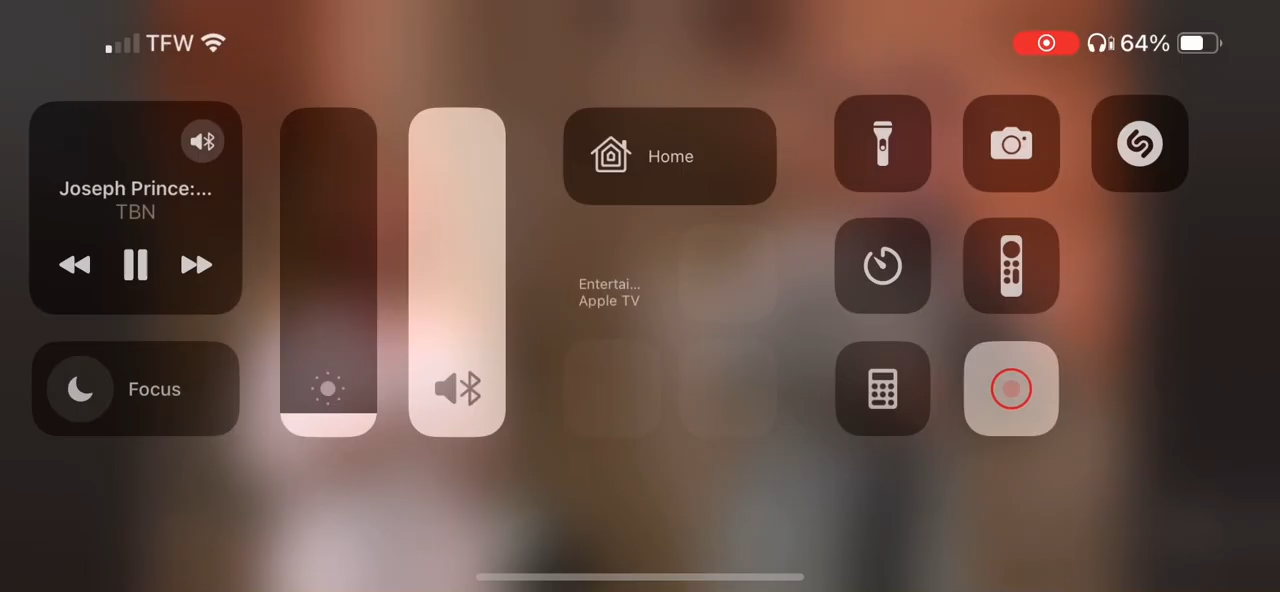 TFW
64%
Joseph Prince:...
TBN
Focus
Home
Entertai...
Apple TV